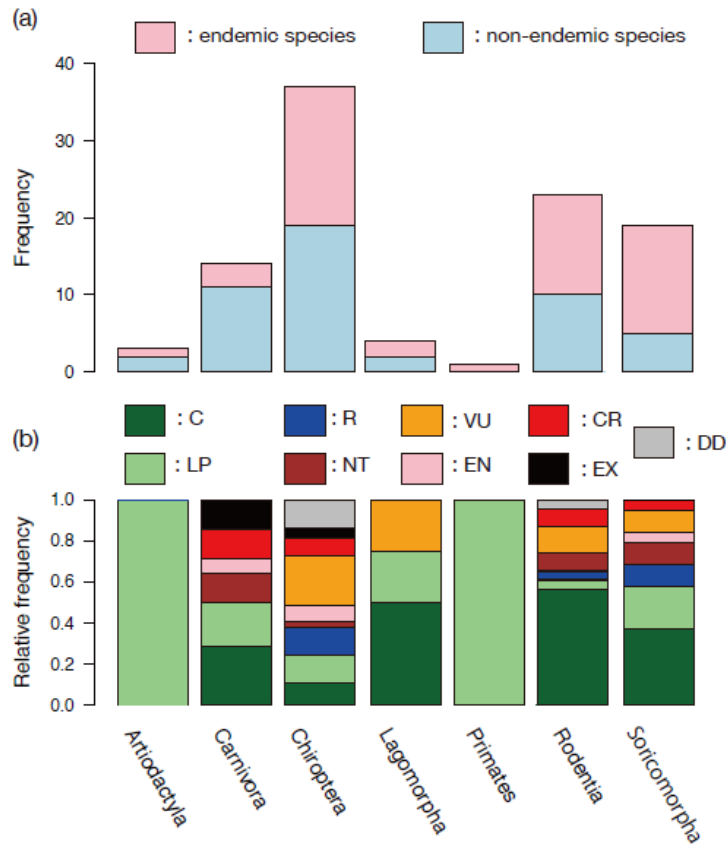 (a)
: endemic species : non-endemic species
40
30
20
10
0
Frequency
: C : R : VU : CR : DD
(b)
: LP : NT : EN : EX
1.0
0.8
0.6
0.4
0.2
0.0
Relative frequency
Artiodactyla
Carnivora
Chiroptera
Lagomorpha
Primates
Rodentia
Soricomorpha